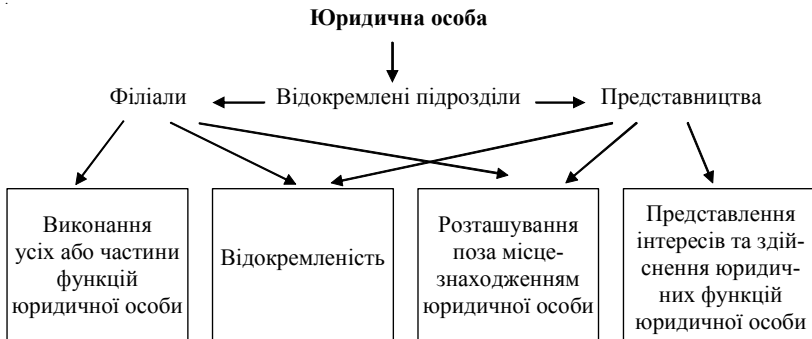 Юридична особа
Філіали Відокремлені підрозділи Представництва
Виконання
усіх або частини
функцій
юридичної особи
Відокремленість
Розташування
поза місце-
знаходженням
юридичної особи
Представлення
інтересів та здій-
снення юридич-
них функцій
юридичної особи